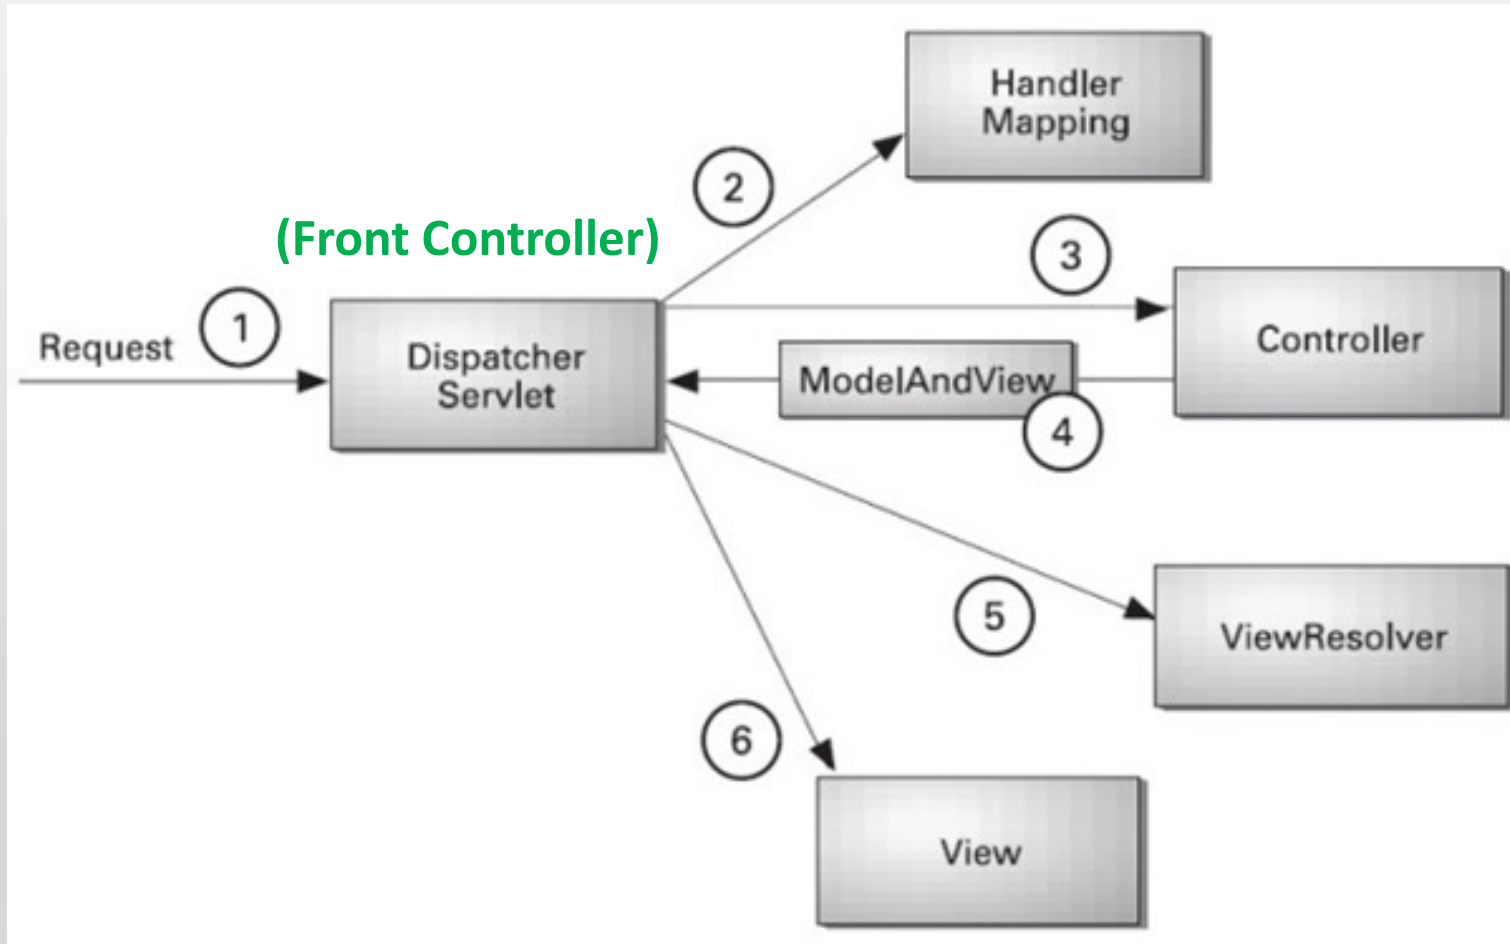 Handler
Mapping
2
(Front Controller)
3
1
Request
Dispatcher
Servlet
Controller
ModelAndView
4
5
ViewResolver
6
View